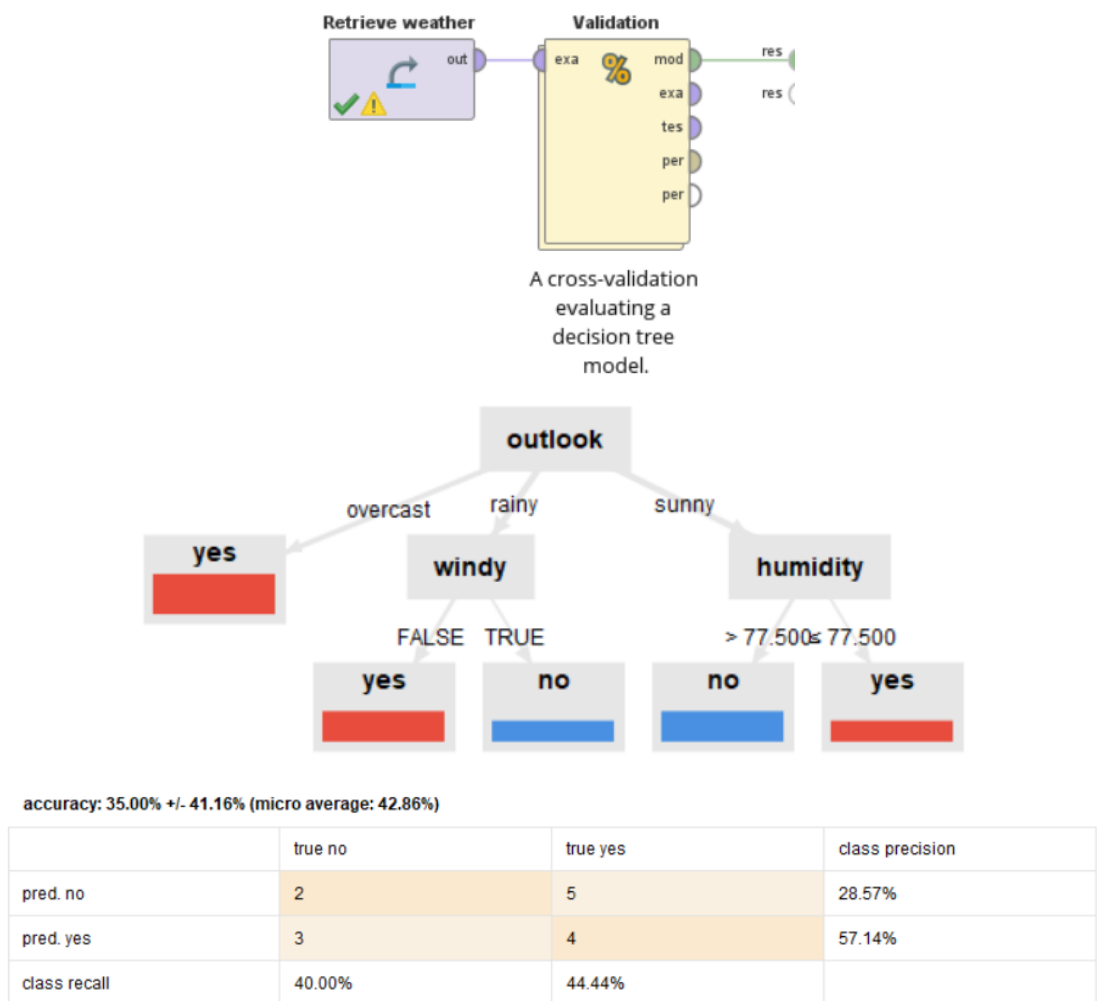 Retrieve weather
Validation
out
exa
%
mod
res
exa
res
tes
per
per
A cross-validation
evaluating a
decision tree
model.
outlook
overcast
rainy
sunny
yes
windy
humidity
FALSE
TRUE
> 77.500
≤ 77.500
yes
no
no
yes
accuracy: 35.00% +/- 41.16% (micro average: 42.86%)
true no true yes class precision
pred. no 2 5 28.57%
pred. yes 3 4 57.14%
class recall 40.00% 44.44%